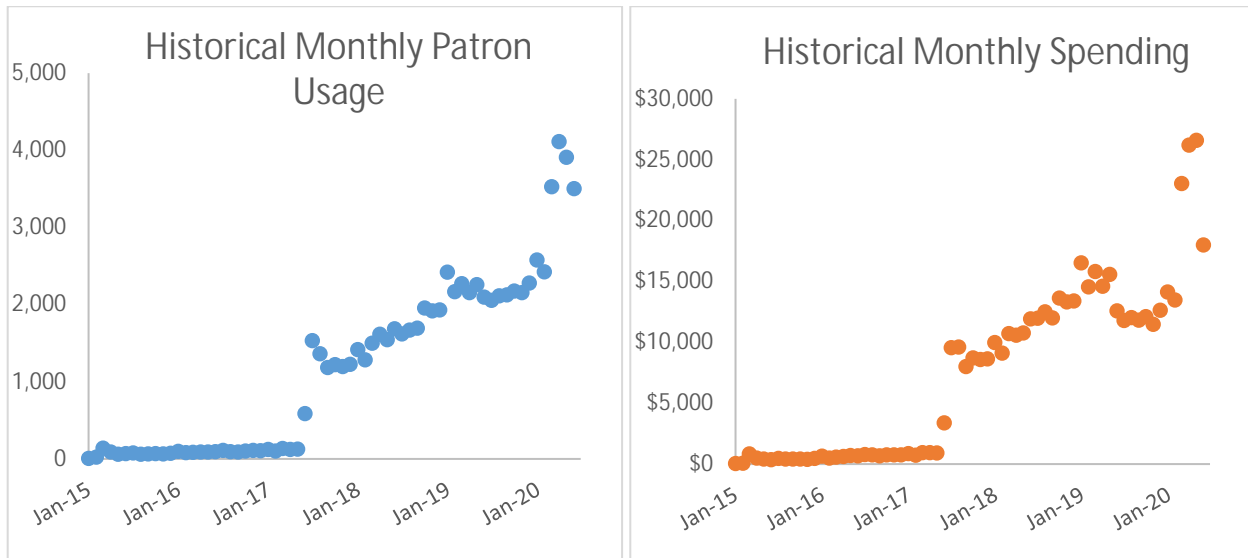 Historical Monthly Patron
Usage
5,000
4,000
3,000
2,000
1,000
0
Jan-15
Jan-16
Jan-17
Jan-18
Jan-19
Jan-20
Historical Monthly Spending
$30,000
$25,000
$20,000
$15,000
$10,000
$5,000
$0
Jan-15
Jan-16
Jan-17
Jan-18
Jan-19
Jan-20